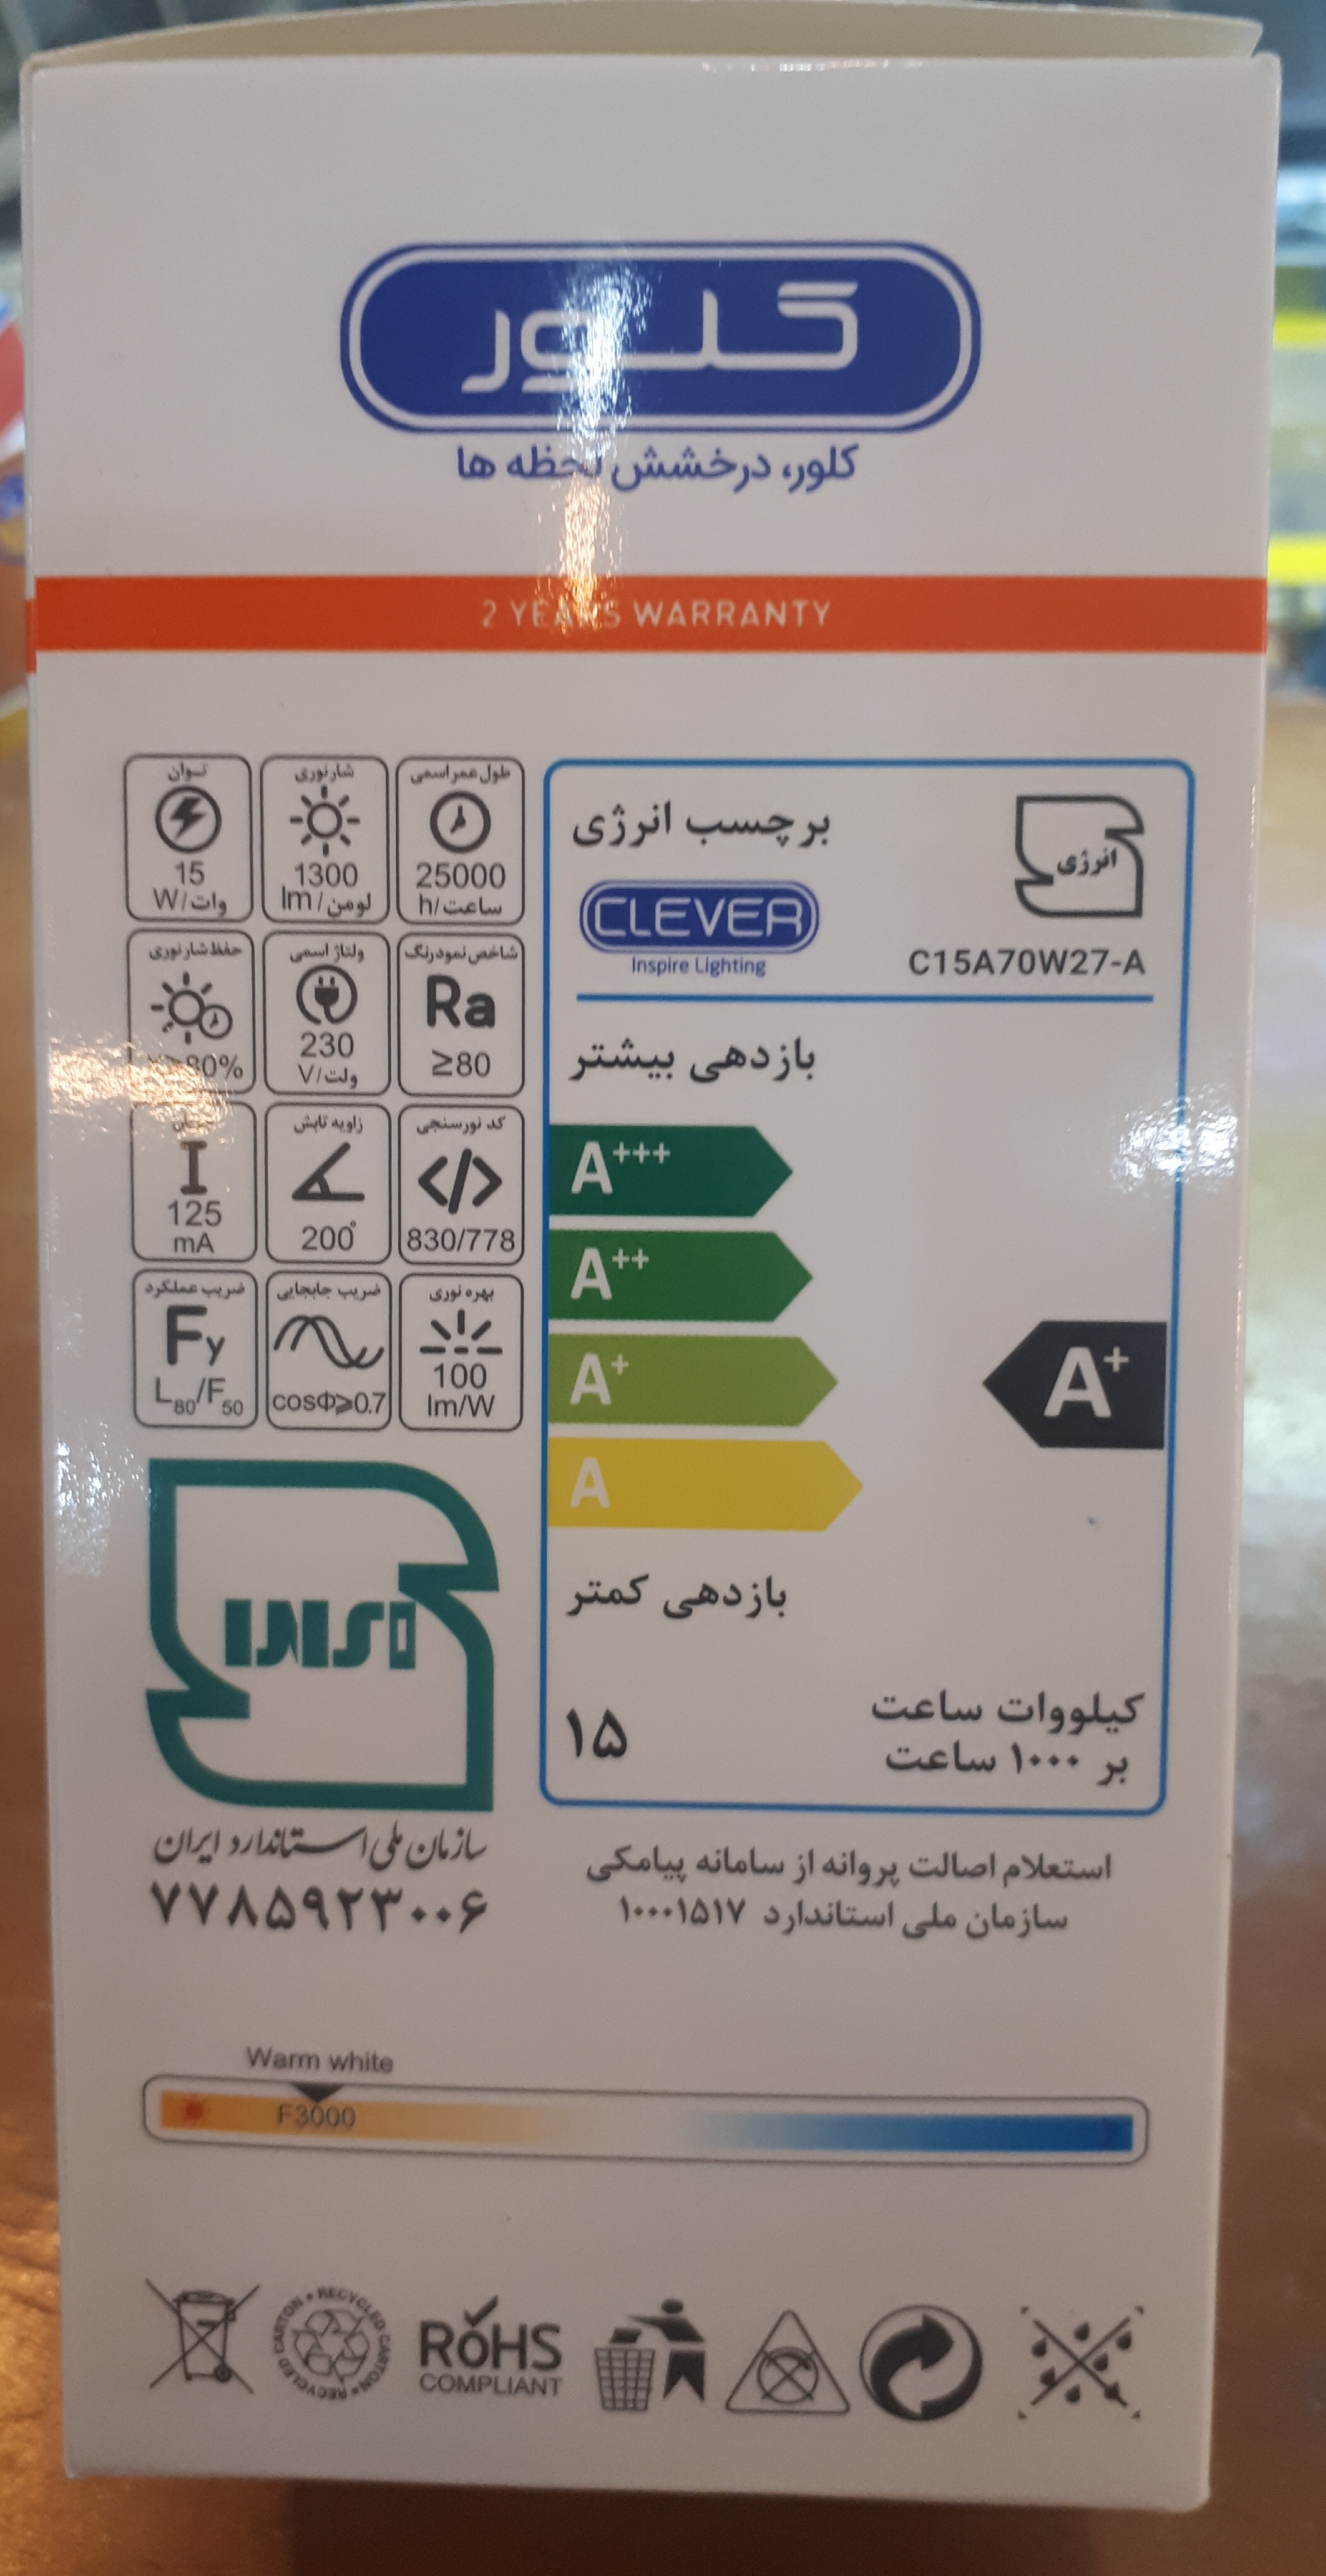 کلور
کلور، درخشش لحظه ها
2 YEARS WARRANTY
توان
15
W/وات
شار نوری
1300
lm/لومن
طول عمر اسمی
25000
h/ساعت
حفظ شار نوری
80%
ولتاژ اسمی
230
V/ولت
شاخص نمود رنگ
Ra
≥80
I
125
mA
زاویه تابش
200°
کد نورسنجی
</>
830/778
ضریب عملکرد
Fy
L80/F50
ضریب جابجایی
cosΦ⩾0.7
بهره نوری
100
lm/W
برچسب انرژی
انرژی
CLEVER
Inspire Lighting
C15A70W27-A
بازدهی بیشتر
A+++
A++
A+
A+
A
بازدهی کمتر
کیلووات ساعت
بر ۱۰۰۰ ساعت
۱۵
سازمان ملی استاندارد ایران
۷۷۸۵۹۲۳۰۰۶
استعلام اصالت پروانه از سامانه پیامکی
سازمان ملی استاندارد ۱۰۰۰۱۵۱۷
Warm white
F3000
RECYCLED CARTON • RECYCLED CARTON •
RoHS
COMPLIANT